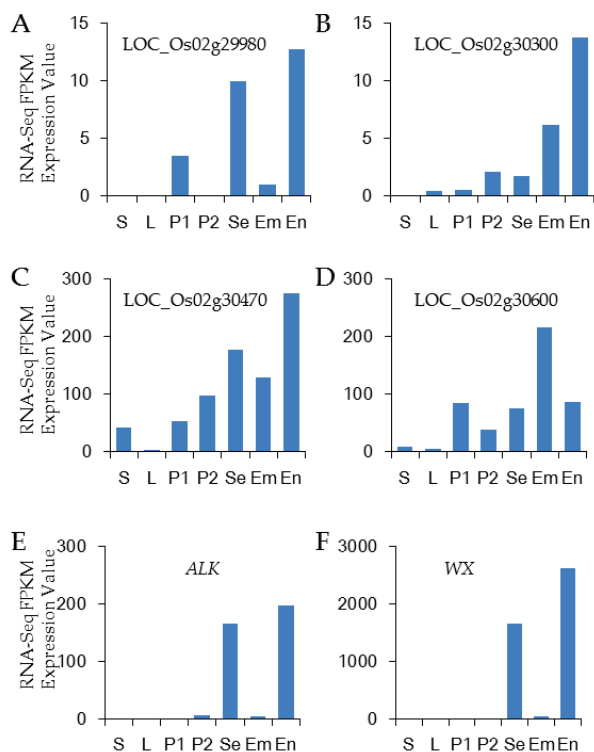 A
B
RNA-Seq FPKM
Expression Value
15
10
5
0
LOC_Os02g29980
S L P1 P2 Se Em En
15
10
5
0
LOC_Os02g30300
S L P1 P2 Se Em En
C
D
RNA-Seq FPKM
Expression Value
300
200
100
0
LOC_Os02g30470
S L P1 P2 Se Em En
300
200
100
0
LOC_Os02g30600
S L P1 P2 Se Em En
E
F
RNA-Seq FPKM
Expression Value
300
200
100
0
ALK
S L P1 P2 Se Em En
3000
2000
1000
0
WX
S L P1 P2 Se Em En